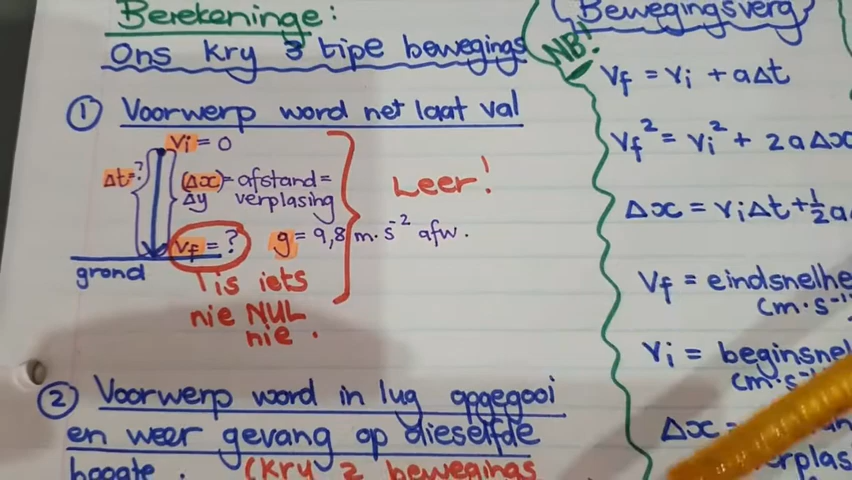 Berekeninge:
Ons kry 3 tipe bewegings
① Voorwerp word net laat val
Vi = 0
Δt=?
(Δx) = afstand =
Δy verplasing
Vf = ?
g = 9,8 m·s⁻² afw.
grond
Leer!
is iets
nie NUL
nie.
② Voorwerp word in lug opgegooi
en weer gevang op dieselfde
hoogte. (Kry 2 bewegings
Bewegingsverg
NB!
Vf = Vi + aΔt
Vf² = Vi² + 2aΔx
Δx = ViΔt + ½a
Vf = eindsnelhe
Vi = beginsnel
Δx =